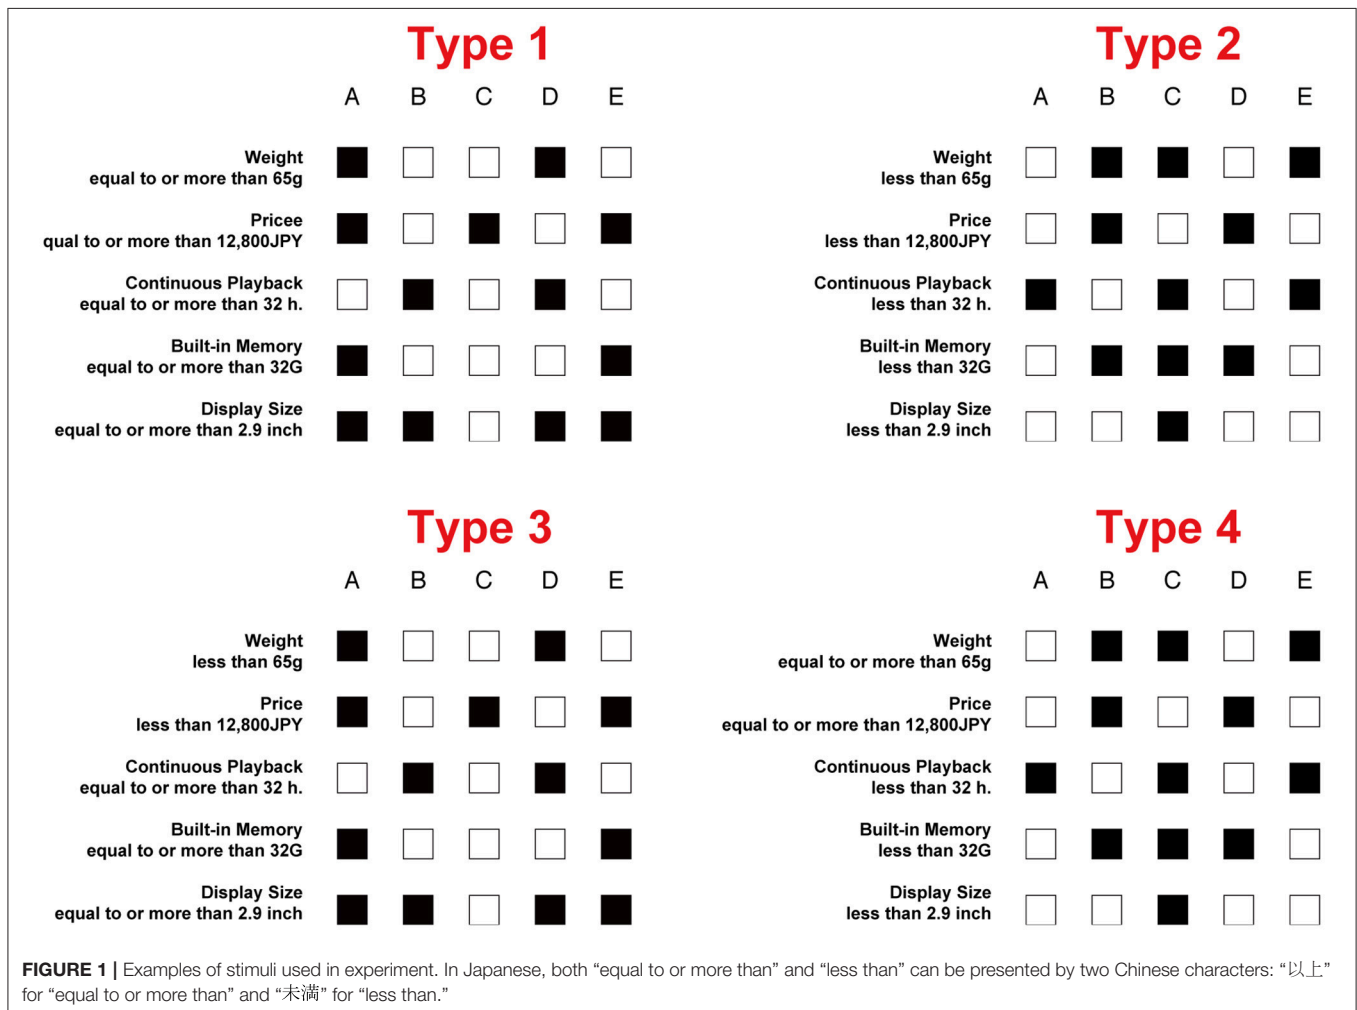 Type 1
A B C D E
Weight
equal to or more than 65g
Pricee
qual to or more than 12,800JPY
Continuous Playback
equal to or more than 32 h.
Built-in Memory
equal to or more than 32G
Display Size
equal to or more than 2.9 inch
Type 2
A B C D E
Weight
less than 65g
Price
less than 12,800JPY
Continuous Playback
less than 32 h.
Built-in Memory
less than 32G
Display Size
less than 2.9 inch
Type 3
A B C D E
Weight
less than 65g
Price
less than 12,800JPY
Continuous Playback
equal to or more than 32 h.
Built-in Memory
equal to or more than 32G
Display Size
equal to or more than 2.9 inch
Type 4
A B C D E
Weight
equal to or more than 65g
Price
equal to or more than 12,800JPY
Continuous Playback
less than 32 h.
Built-in Memory
less than 32G
Display Size
less than 2.9 inch
FIGURE 1 | Examples of stimuli used in experiment. In Japanese, both “equal to or more than” and “less than” can be presented by two Chinese characters: “以上”
for “equal to or more than” and “未満” for “less than.”